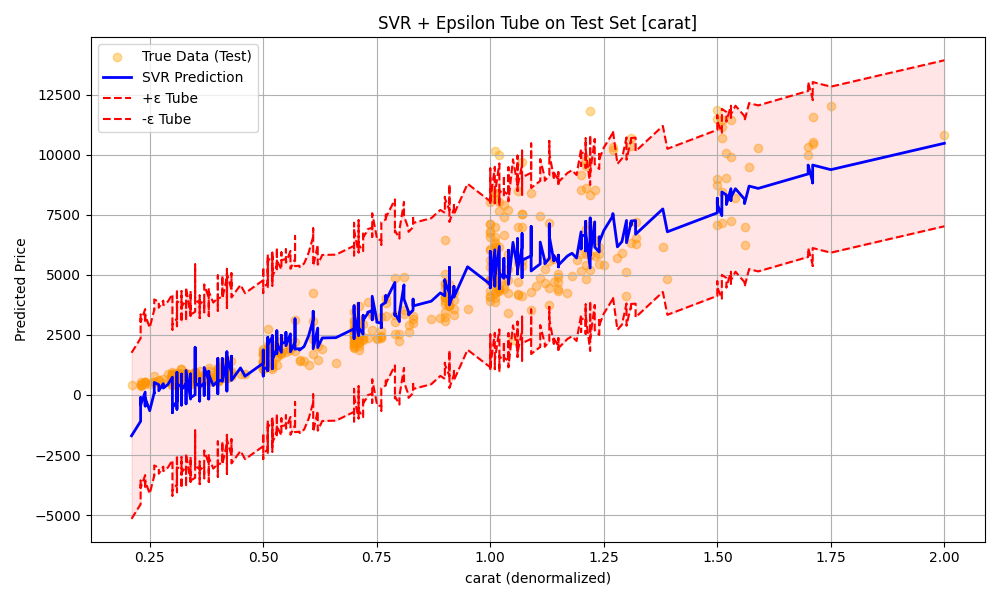 SVR + Epsilon Tube on Test Set [carat]
True Data (Test)
SVR Prediction
+ε Tube
-ε Tube
Predicted Price
12500
10000
7500
5000
2500
0
−2500
−5000
0.25 0.50 0.75 1.00 1.25 1.50 1.75 2.00
carat (denormalized)